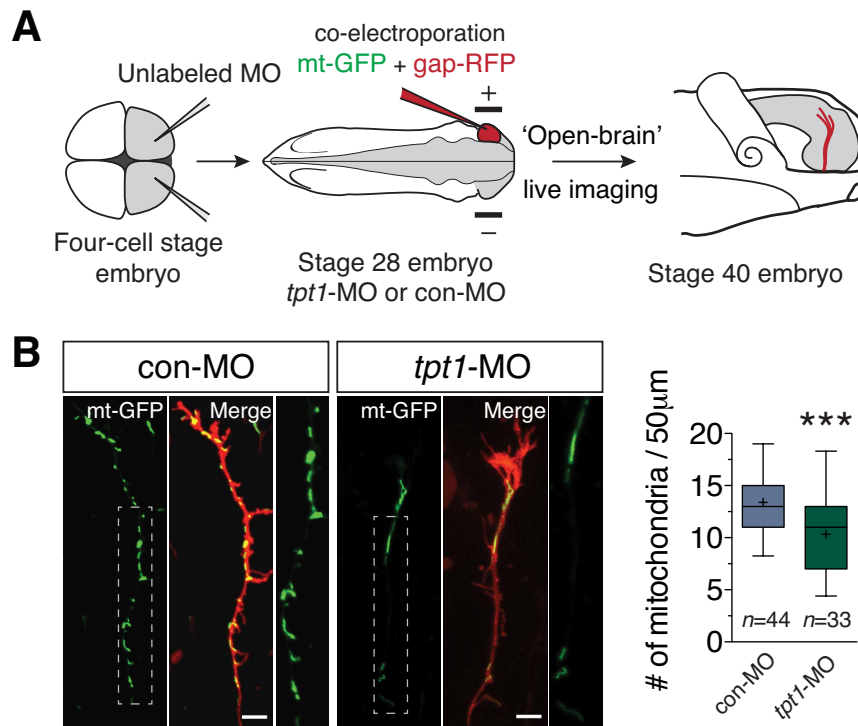 A
co-electroporation
mt-GFP + gap-RFP
Unlabeled MO
+
'Open-brain'
live imaging
−
Four-cell stage
embryo
Stage 28 embryo
tpt1-MO or con-MO
Stage 40 embryo
B
con-MO
tpt1-MO
mt-GFP
Merge
mt-GFP
Merge
# of mitochondria / 50µm
***
20
15
10
5
0
n=44
n=33
con-MO
tpt1-MO